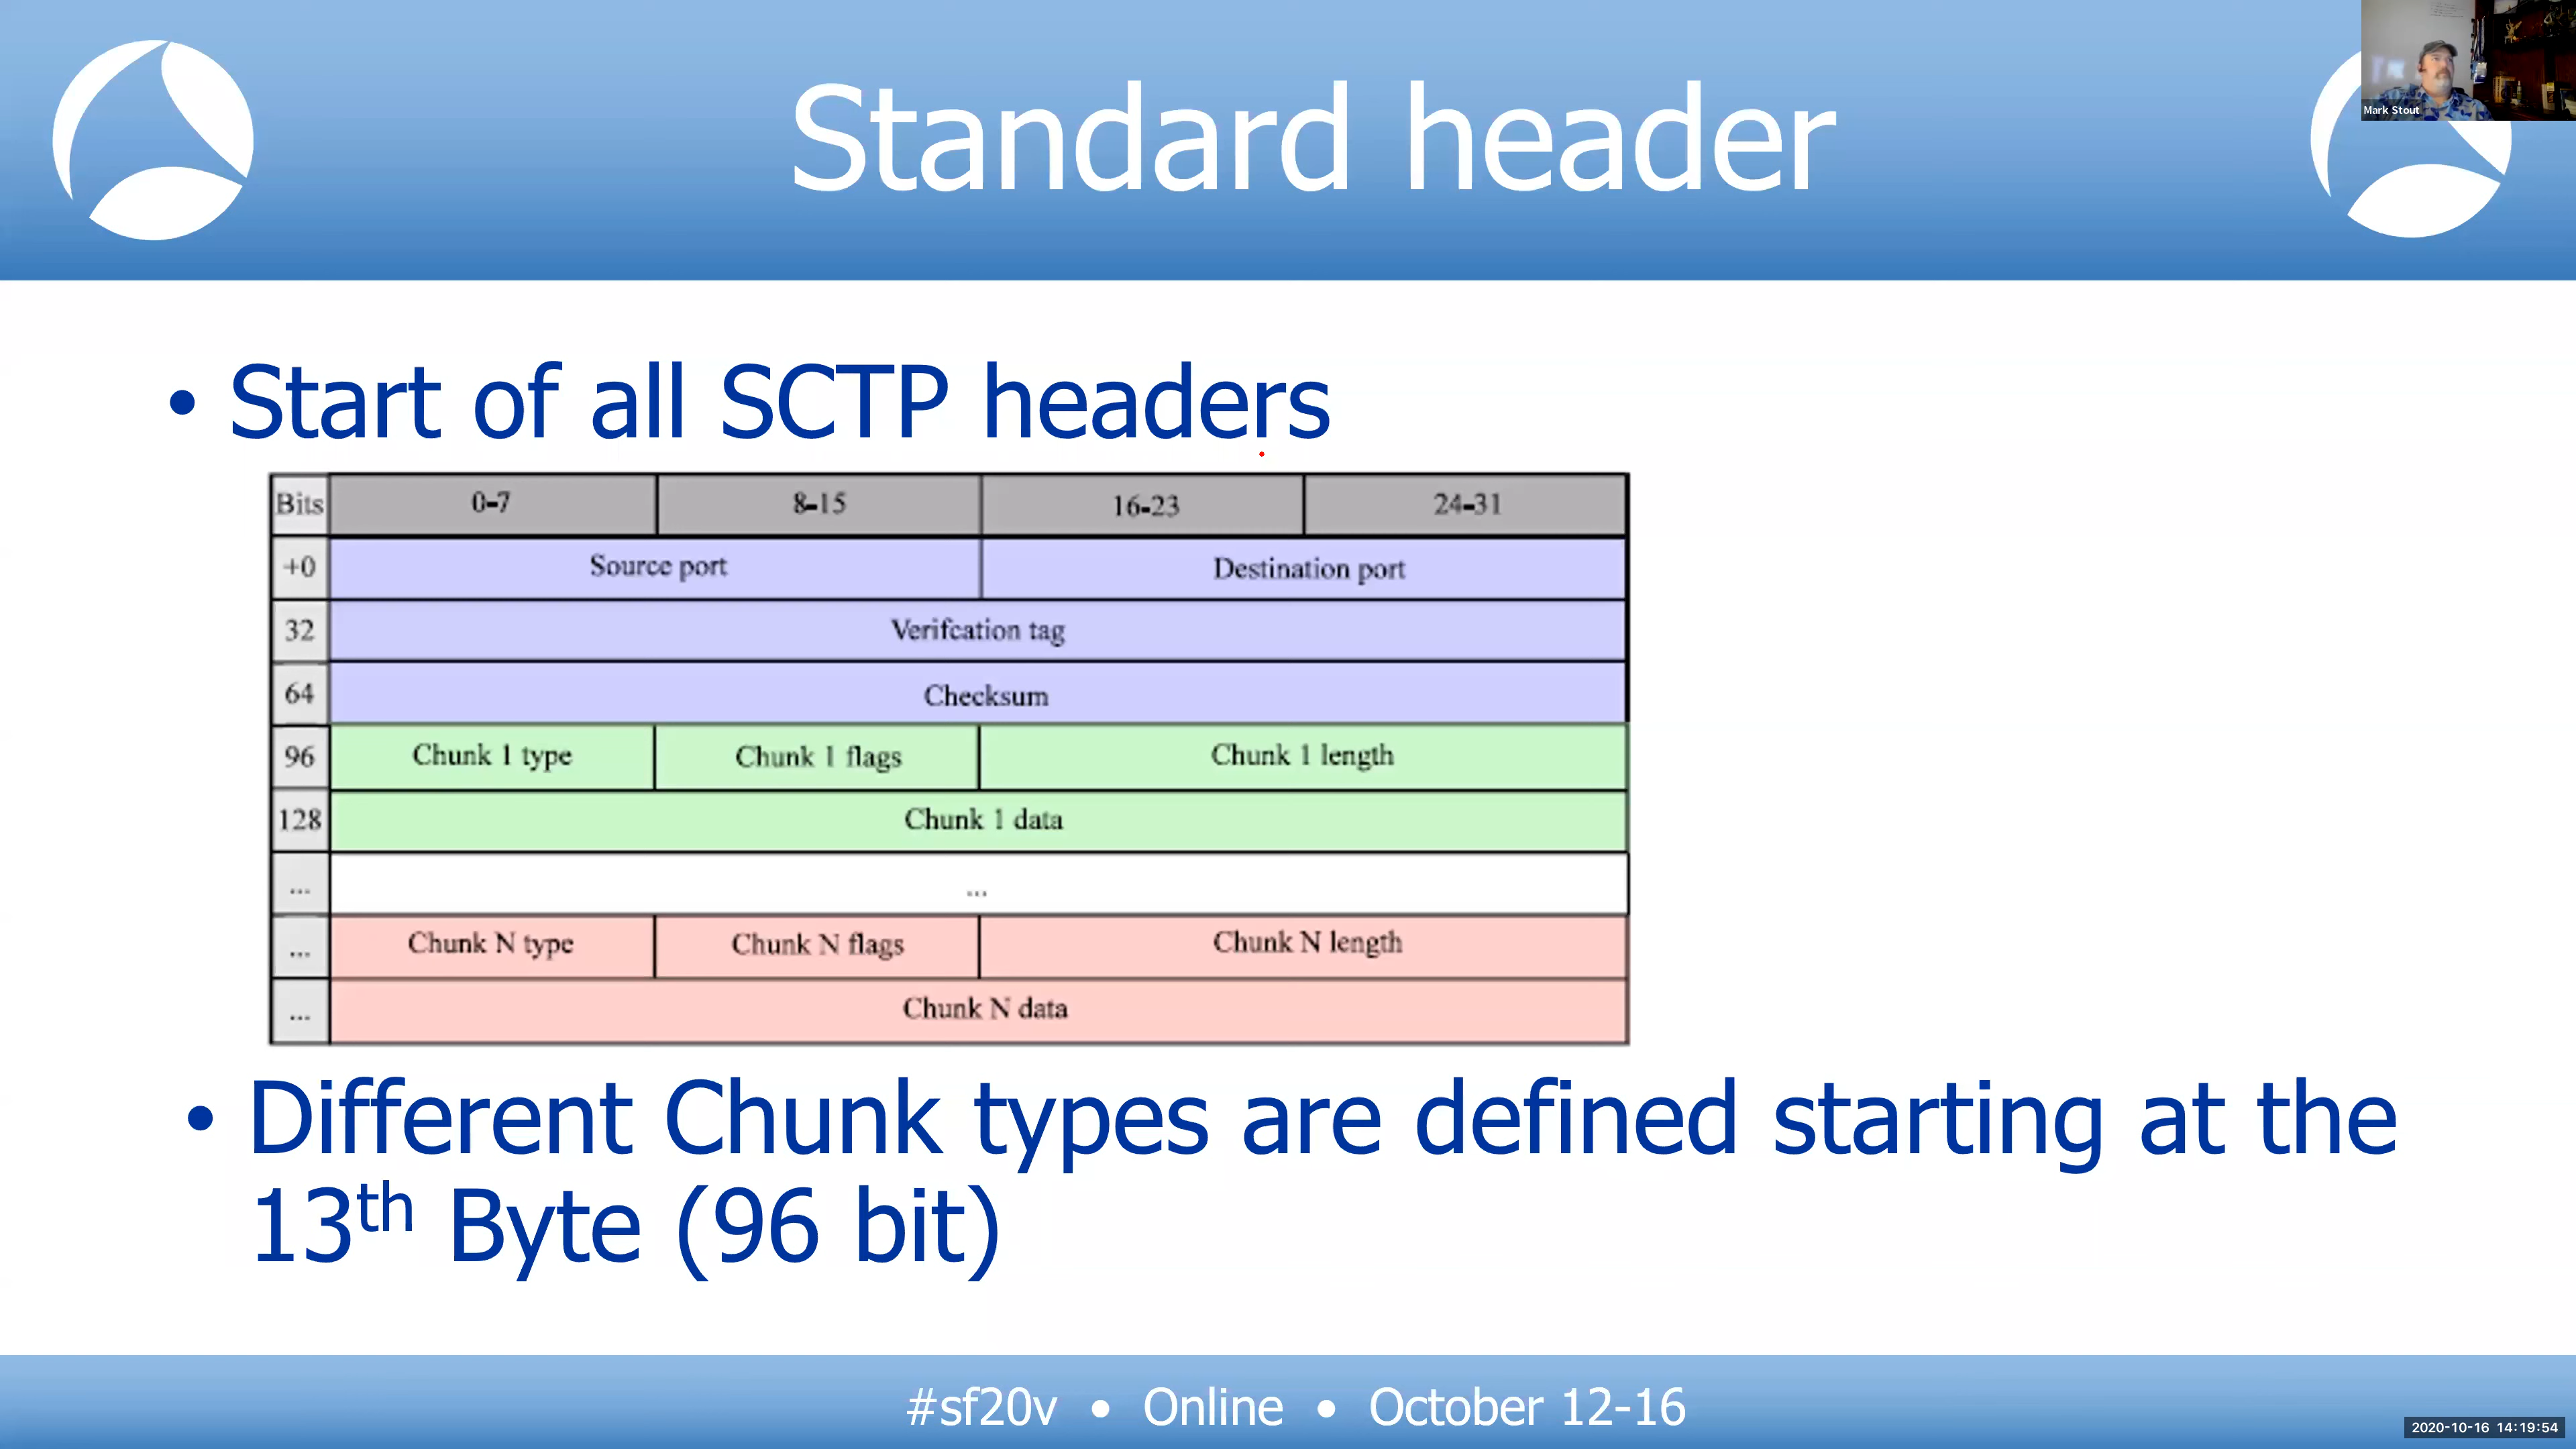 Standard header
Mark Stout
• Start of all SCTP headers
Bits 0-7 8-15 16-23 24-31
+0 Source port Destination port
32 Verifcation tag
64 Checksum
96 Chunk 1 type Chunk 1 flags Chunk 1 length
128 Chunk 1 data
... ...
... Chunk N type Chunk N flags Chunk N length
... Chunk N data
• Different Chunk types are defined starting at the
13th Byte (96 bit)
#sf20v • Online • October 12-16
2020-10-16 14:19:54